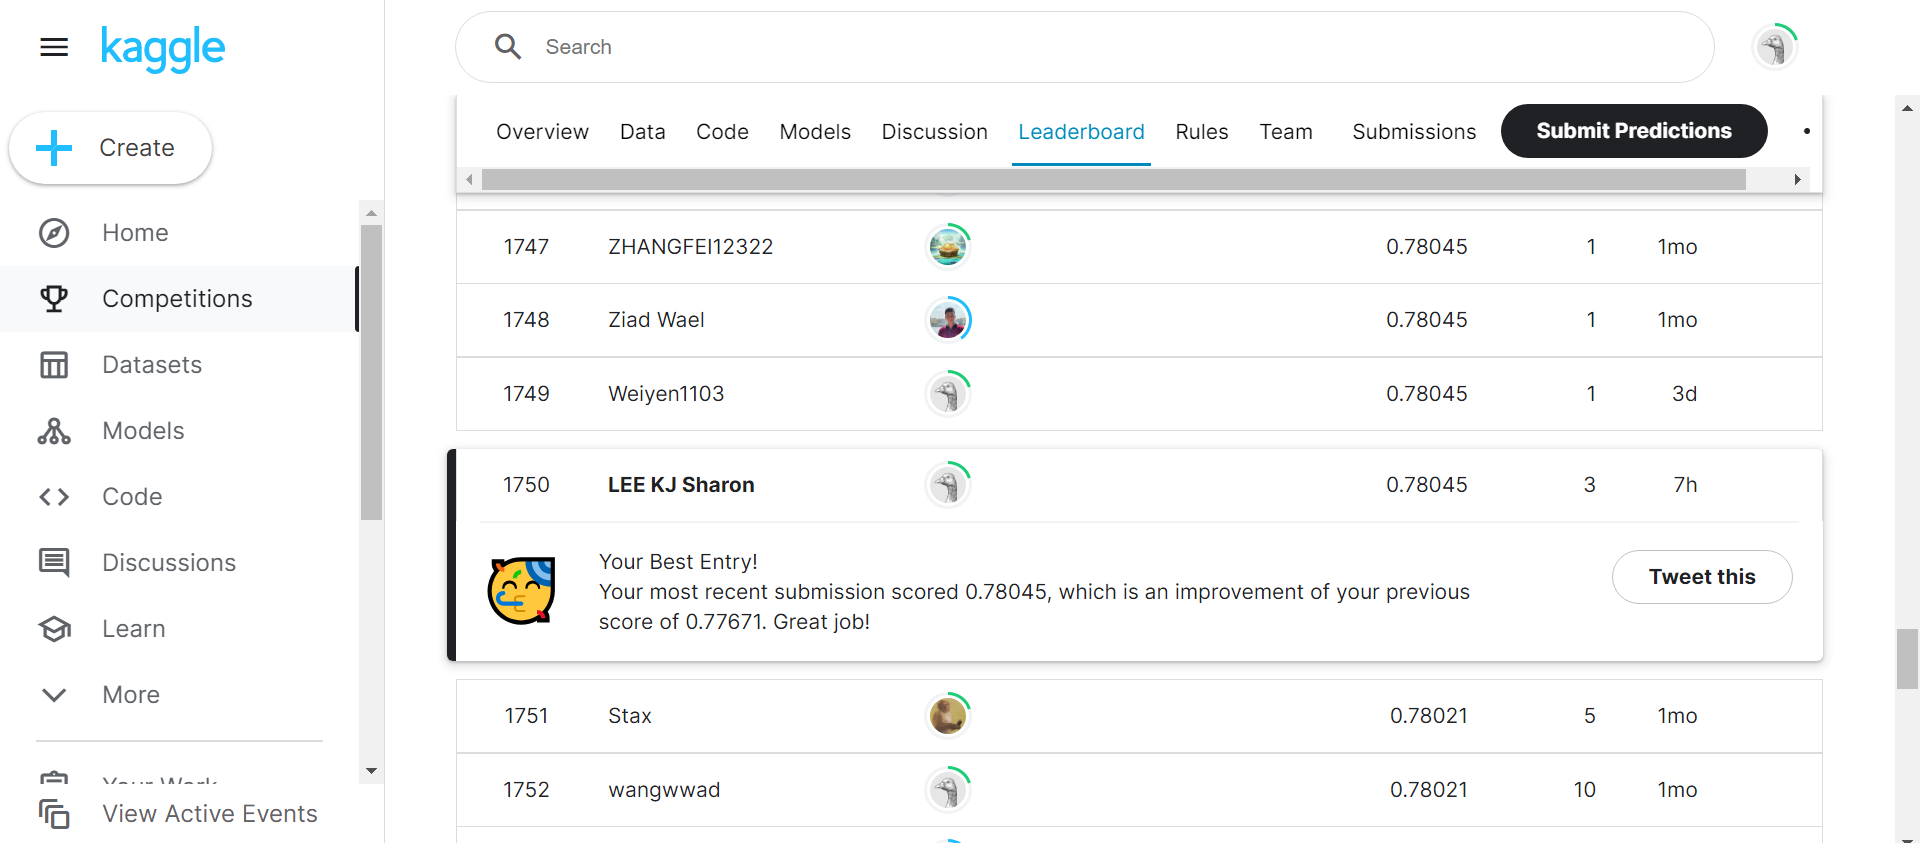 kaggle
Search
Create
Home
Competitions
Datasets
Models
Code
Discussions
Learn
More
Your Work
View Active Events
Overview Data Code Models Discussion Leaderboard Rules Team Submissions Submit Predictions
1747 ZHANGFEI12322 0.78045 1 1mo
1748 Ziad Wael 0.78045 1 1mo
1749 Weiyen1103 0.78045 1 3d
1750 LEE KJ Sharon 0.78045 3 7h
Your Best Entry!
Your most recent submission scored 0.78045, which is an improvement of your previous
score of 0.77671. Great job!
Tweet this
1751 Stax 0.78021 5 1mo
1752 wangwwad 0.78021 10 1mo